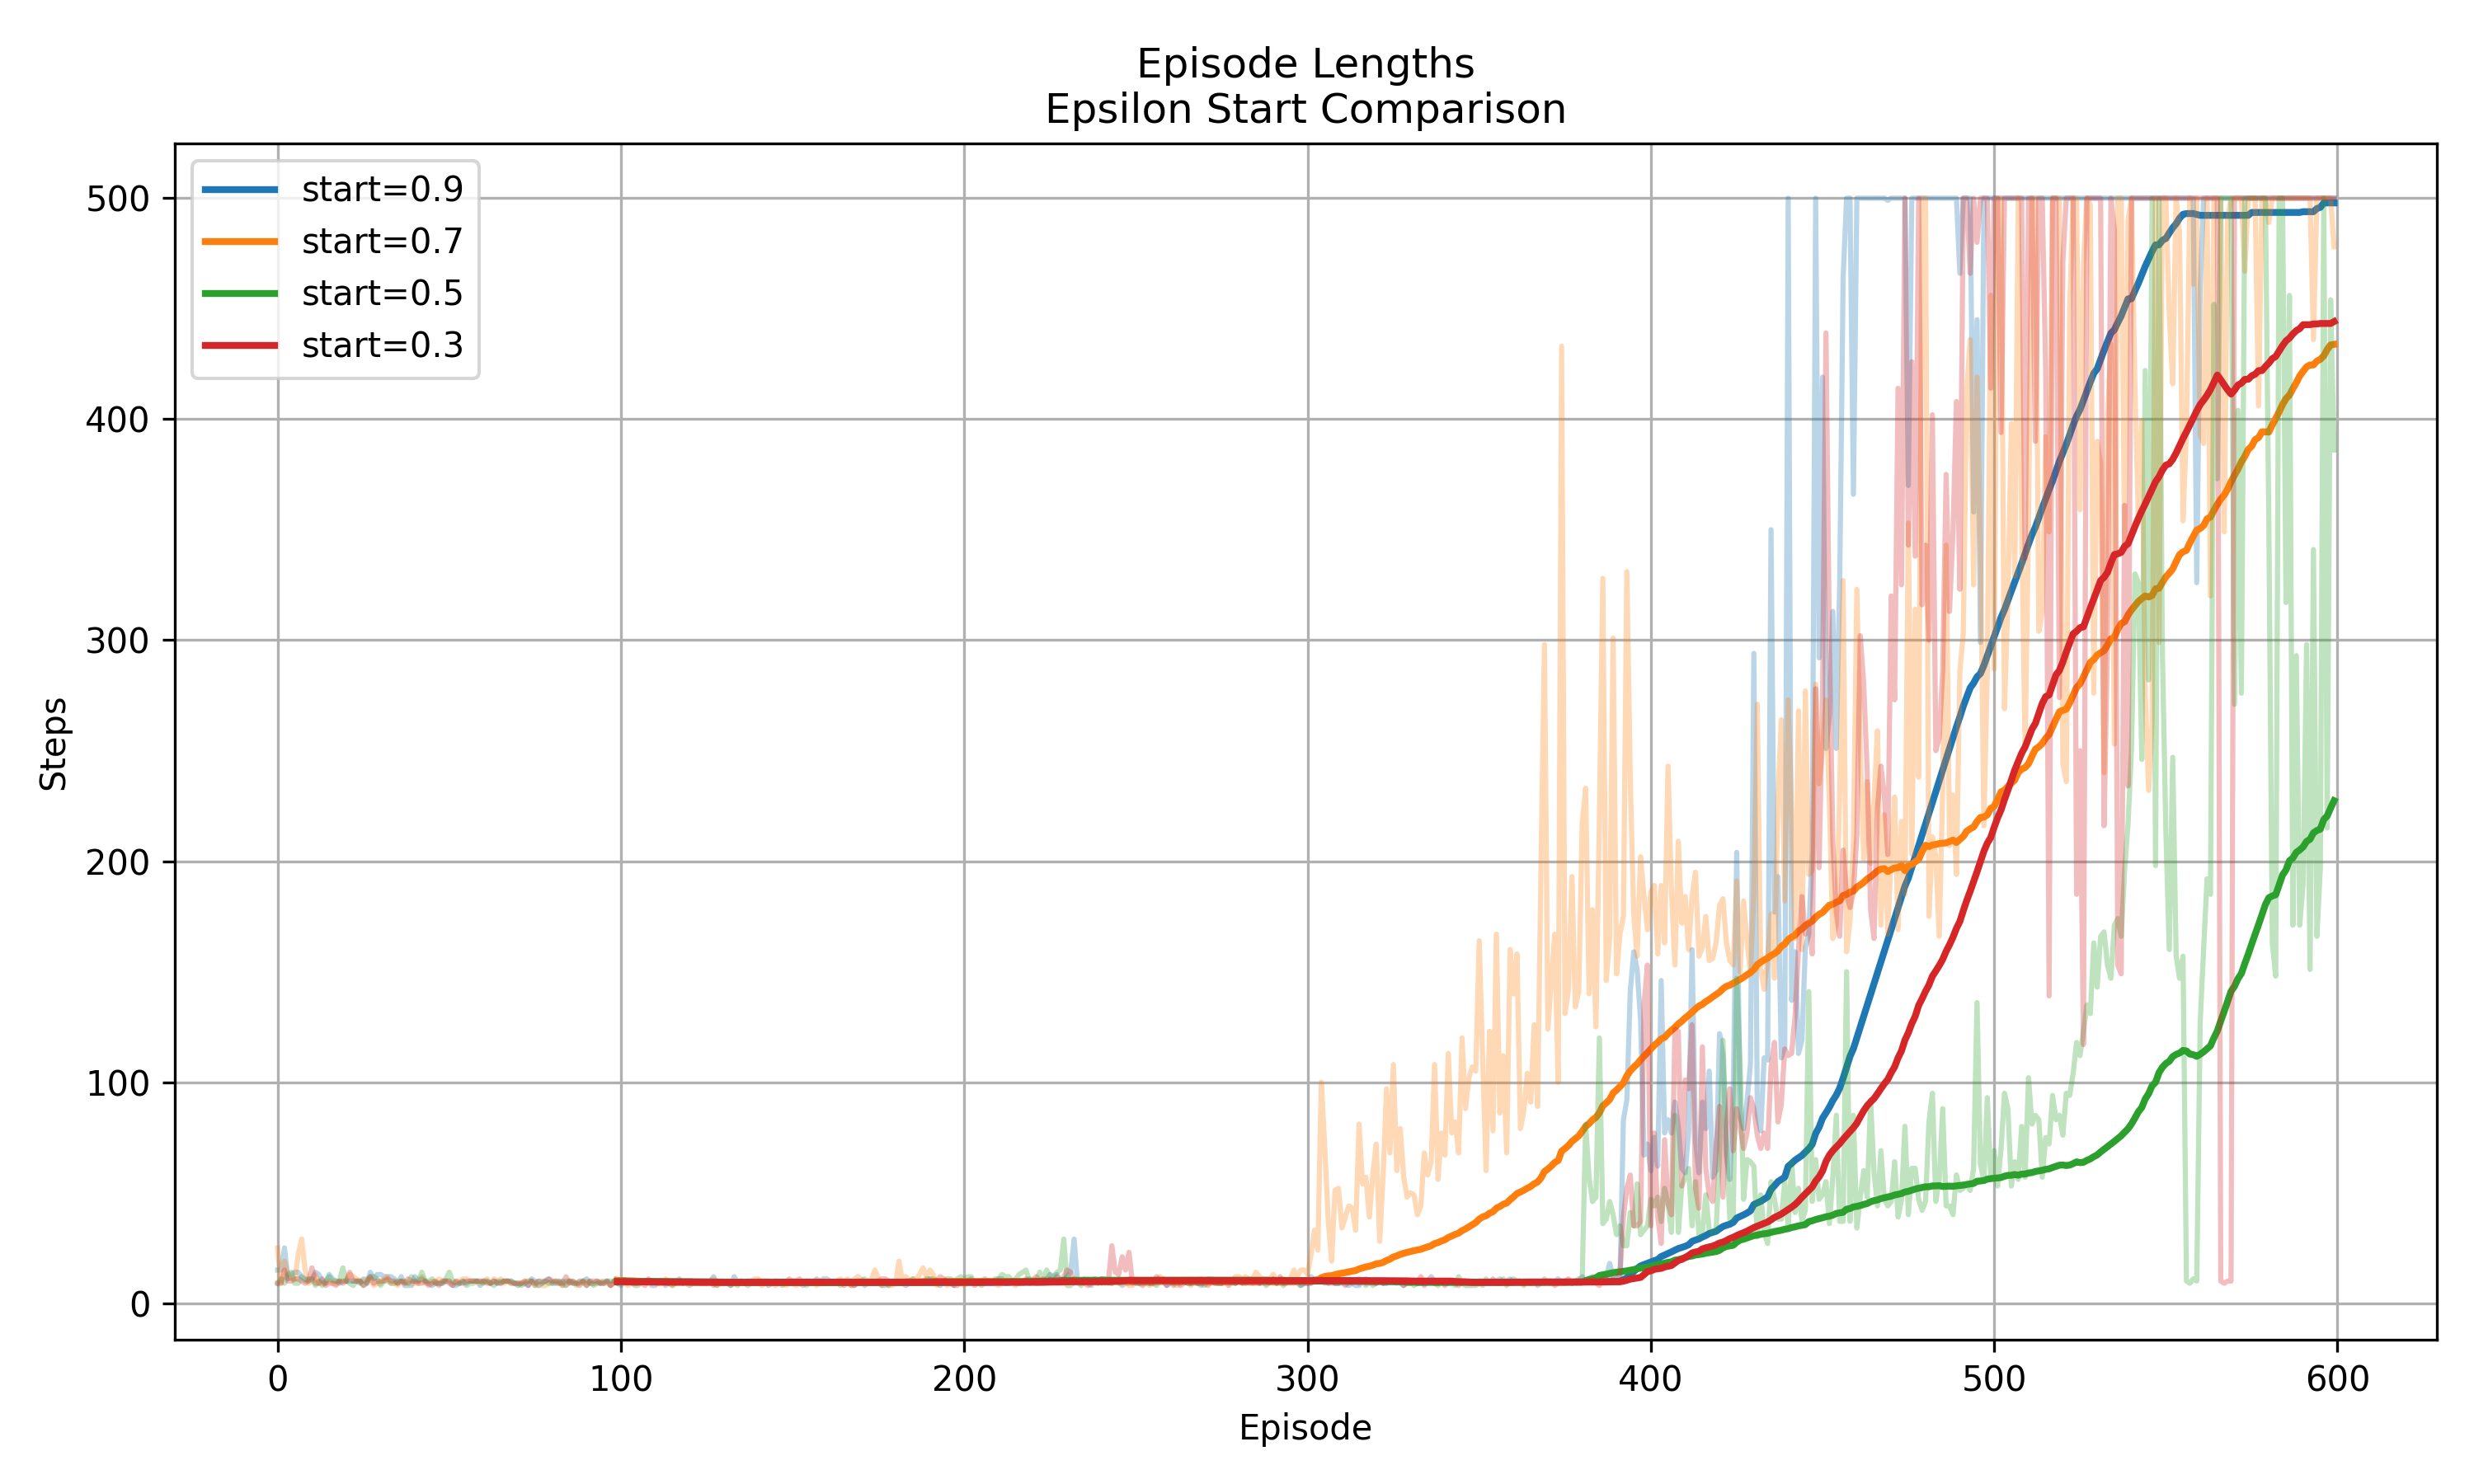 Episode Lengths
Epsilon Start Comparison
start=0.9
start=0.7
start=0.5
start=0.3
500
400
300
200
100
0
Steps
0 100 200 300 400 500 600
Episode